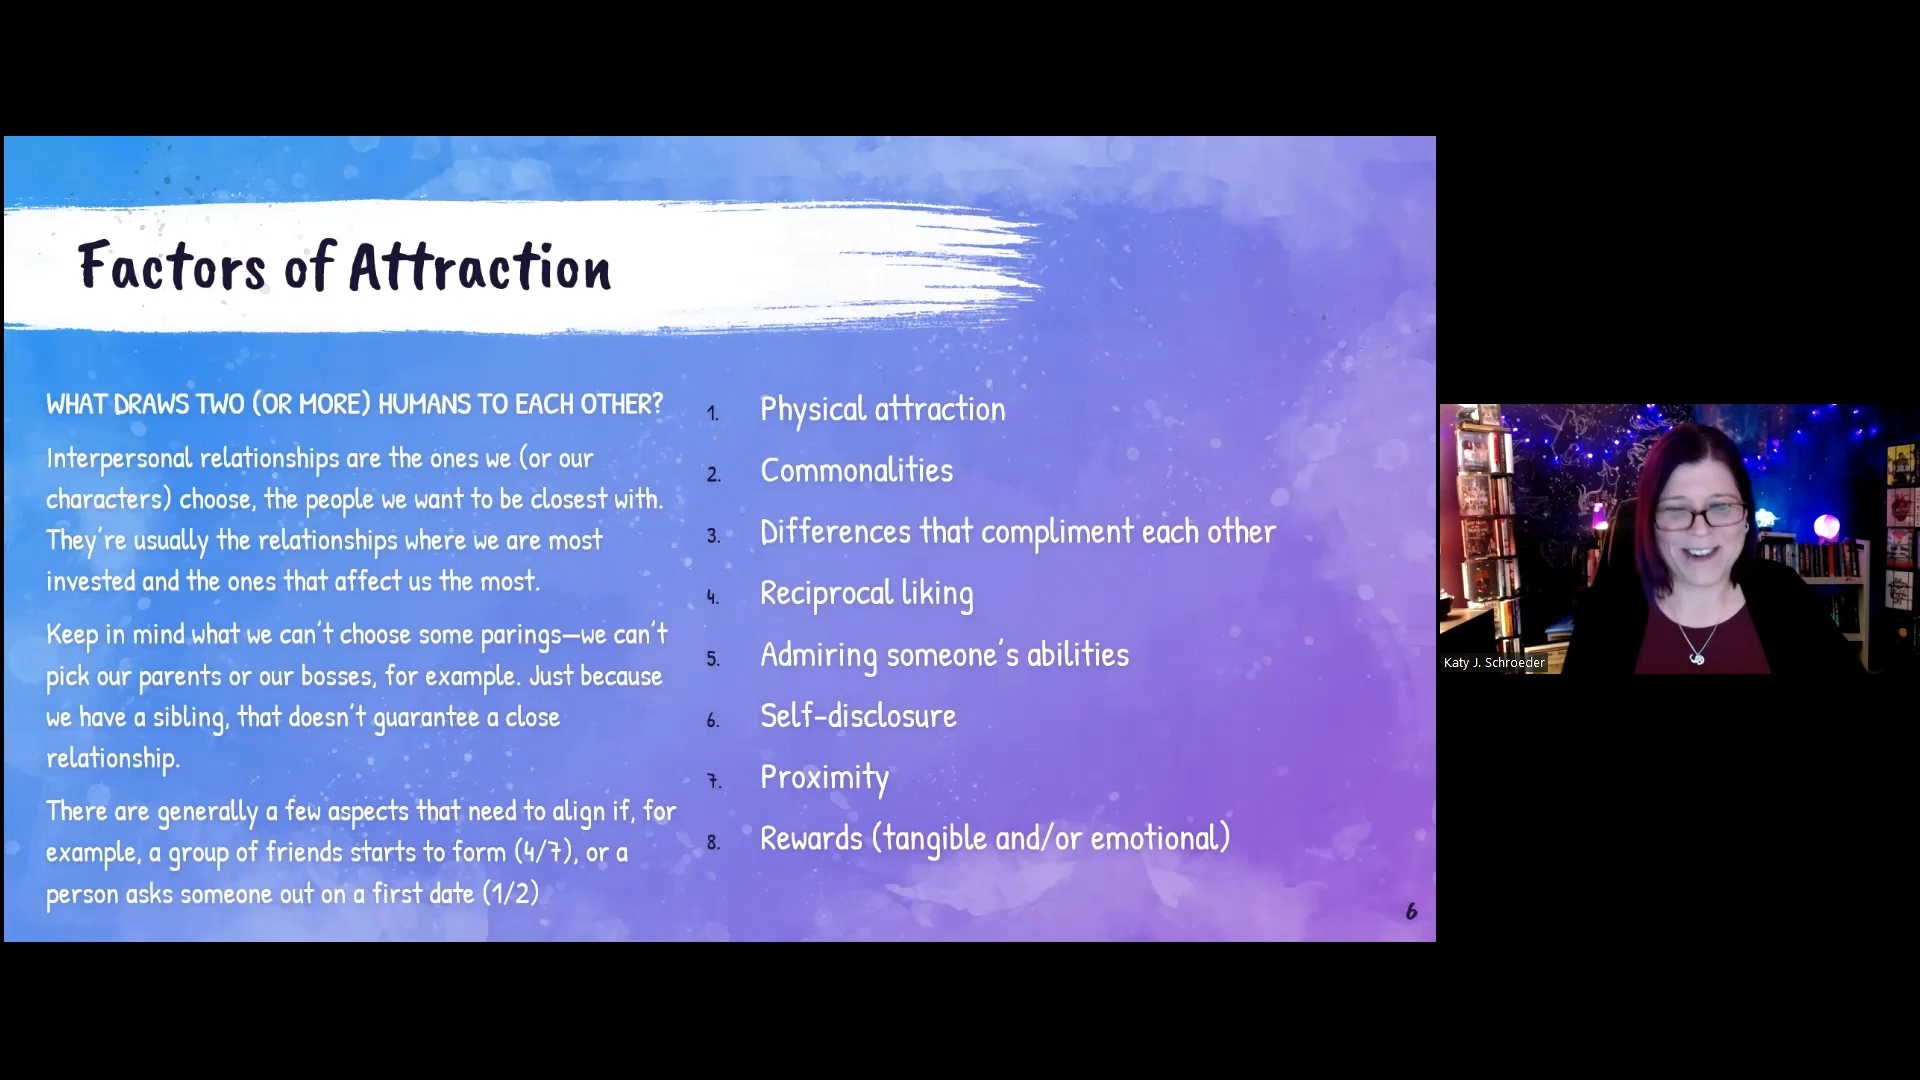 Factors of Attraction
WHAT DRAWS TWO (OR MORE) HUMANS TO EACH OTHER?
Interpersonal relationships are the ones we (or our
characters) choose, the people we want to be closest with.
They're usually the relationships where we are most
invested and the ones that affect us the most.
Keep in mind what we can't choose some parings—we can't
pick our parents or our bosses, for example. Just because
we have a sibling, that doesn't guarantee a close
relationship.
There are generally a few aspects that need to align if, for
example, a group of friends starts to form (4/7), or a
person asks someone out on a first date (1/2)
1. Physical attraction
2. Commonalities
3. Differences that compliment each other
4. Reciprocal liking
5. Admiring someone's abilities
6. Self-disclosure
7. Proximity
8. Rewards (tangible and/or emotional)
6
Katy J. Schroeder